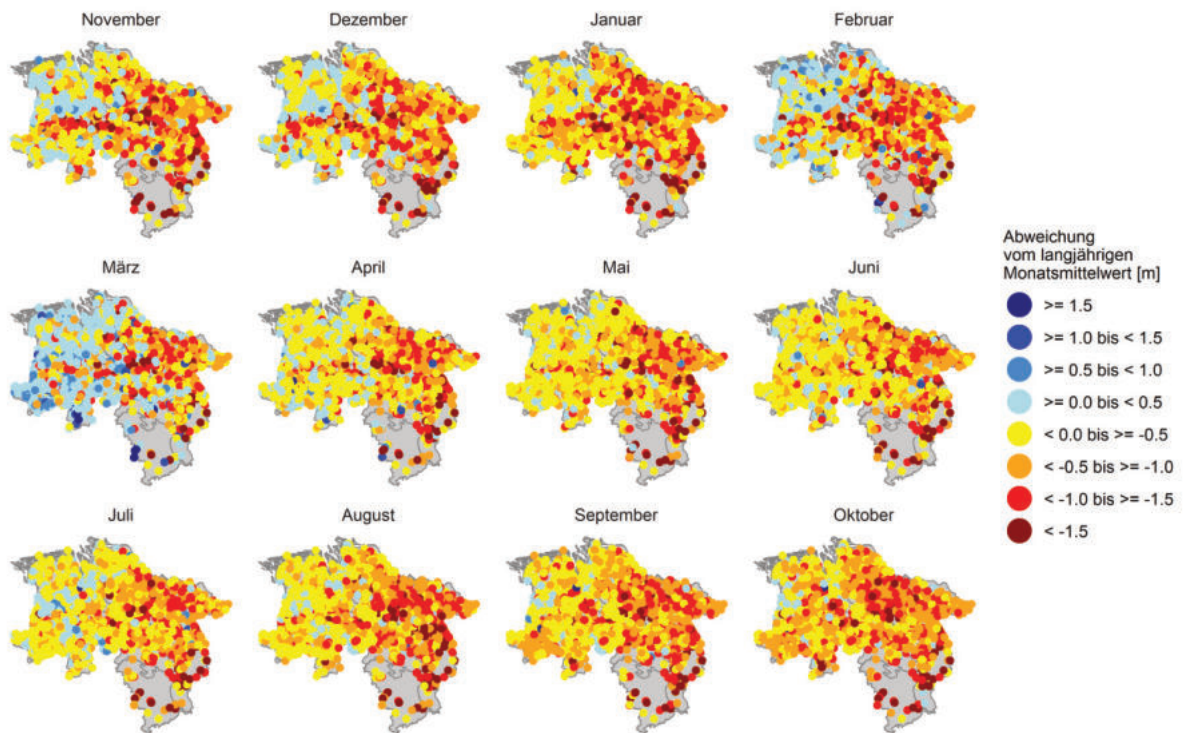 November
Dezember
Januar
Februar
März
April
Mai
Juni
Juli
August
September
Oktober
Abweichung
vom langjährigen
Monatsmittelwert [m]
>= 1.5
>= 1.0 bis < 1.5
>= 0.5 bis < 1.0
>= 0.0 bis < 0.5
< 0.0 bis >= -0.5
< -0.5 bis >= -1.0
< -1.0 bis >= -1.5
< -1.5